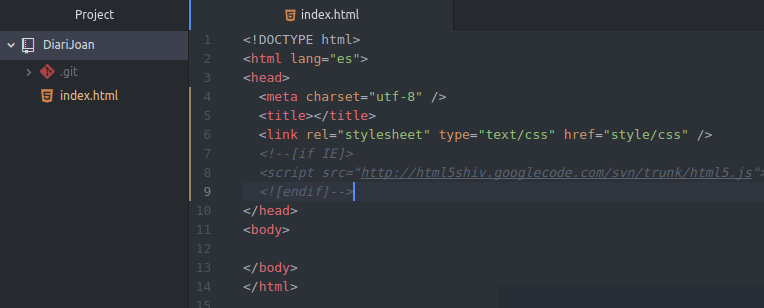 Project
index.html
DiariJoan
.git
index.html
1 <!DOCTYPE html>
2 <html lang="es">
3 <head>
4 <meta charset="utf-8" />
5 <title></title>
6 <link rel="stylesheet" type="text/css" href="style/css" />
7 <!--[if IE]>
8 <script src="http://html5shiv.googlecode.com/svn/trunk/html5.js">
9 <![endif]-->
10 </head>
11 <body>
12
13 </body>
14 </html>
15